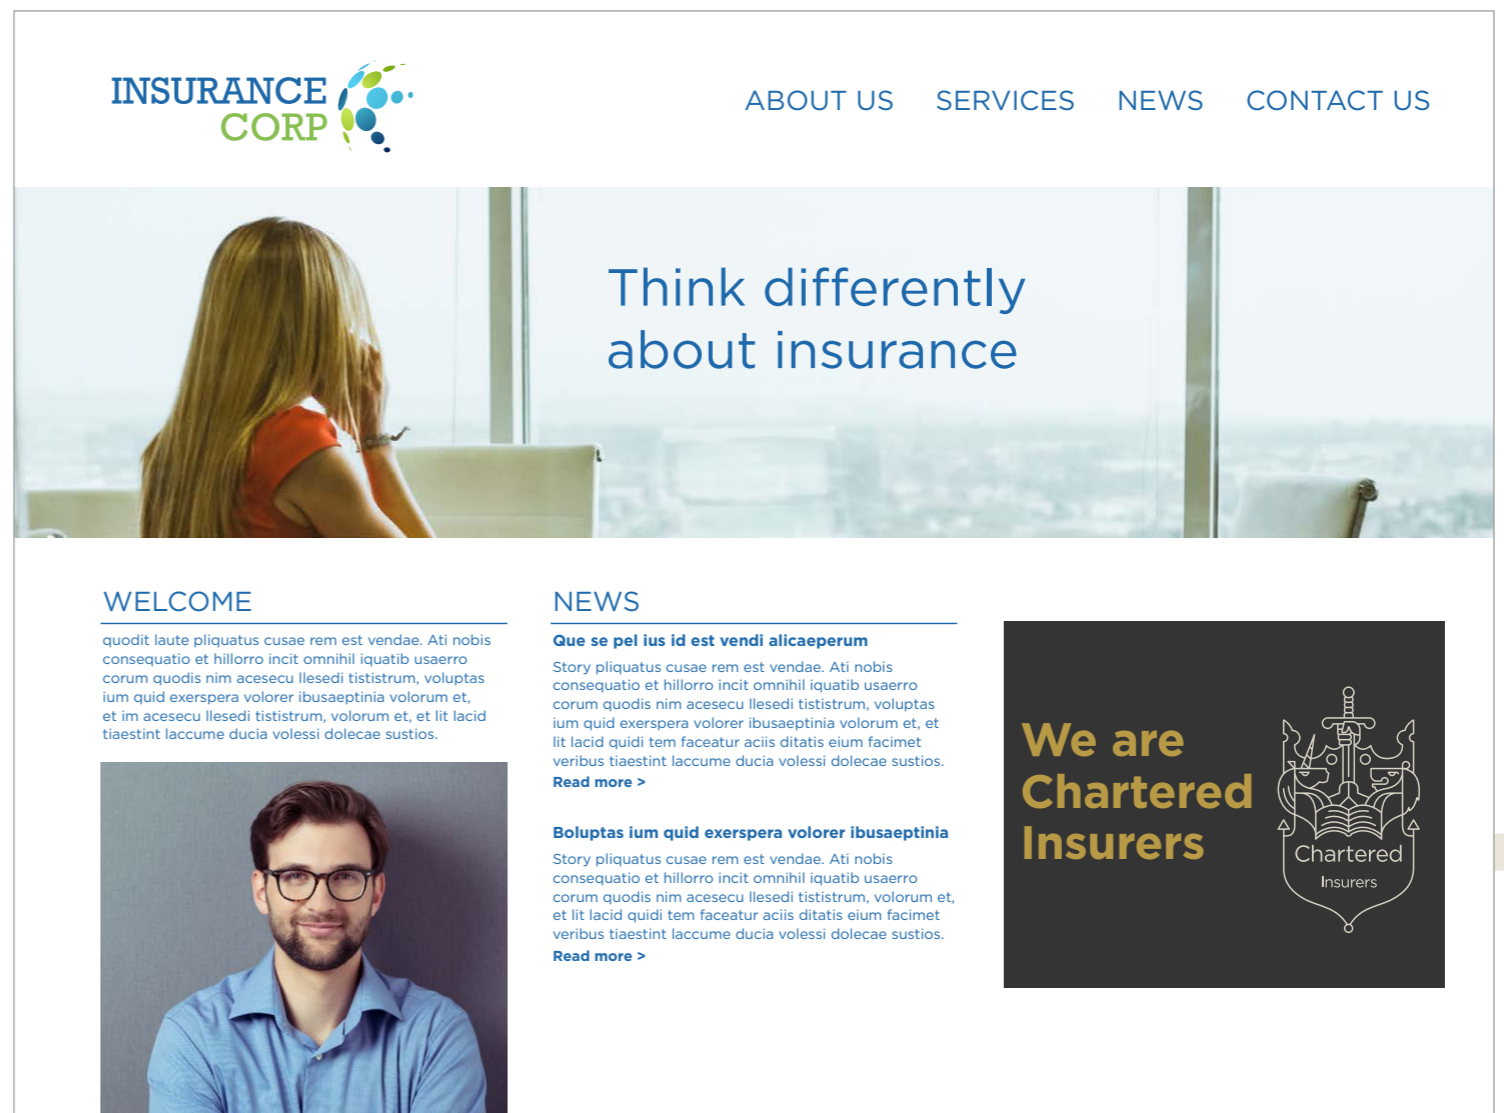 INSURANCE
CORP
ABOUT US
SERVICES
NEWS
CONTACT US
Think differently
about insurance
WELCOME
quodit laute pliquatus cusae rem est vendae. Ati nobis
consequatio et hillorro incit omnihil iquatib usaerro
corum quodis nim acesecu llesedi tististrum, voluptas
ium quid exerspera volorer ibusaeptinia volorum et,
et im acesecu llesedi tististrum, volorum et, et lit lacid
tiaestint laccume ducia volessi dolecae sustios.
NEWS
Que se pel ius id est vendi alicaeperum
Story pliquatus cusae rem est vendae. Ati nobis
consequatio et hillorro incit omnihil iquatib usaerro
corum quodis nim acesecu llesedi tististrum, voluptas
ium quid exerspera volorer ibusaeptinia volorum et, et
lit lacid quidi tem faceatur aciis ditatis eium facimet
veribus tiaestint laccume ducia volessi dolecae sustios.
Read more >
Boluptas ium quid exerspera volorer ibusaeptinia
Story pliquatus cusae rem est vendae. Ati nobis
consequatio et hillorro incit omnihil iquatib usaerro
corum quodis nim acesecu llesedi tististrum, volorum et,
et lit lacid quidi tem faceatur aciis ditatis eium facimet
veribus tiaestint laccume ducia volessi dolecae sustios.
Read more >
We are
Chartered
Insurers
Chartered
Insurers